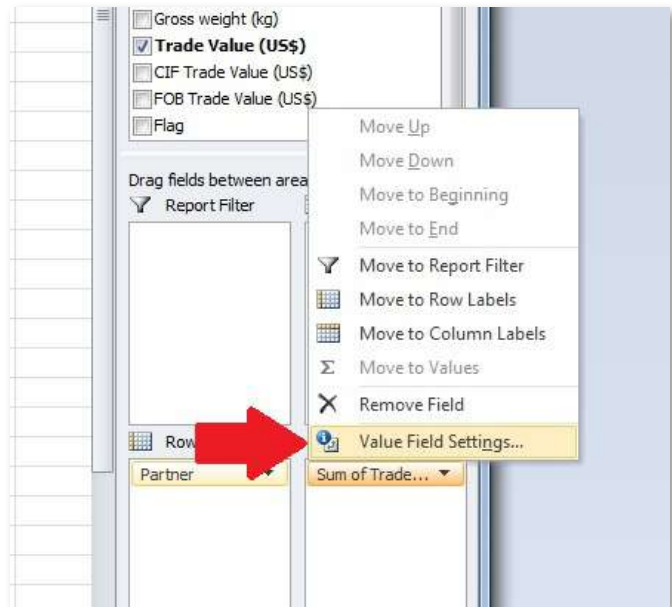 Gross weight (kg)
Trade Value (US$)
CIF Trade Value (US$)
FOB Trade Value (US$)
Flag
Drag fields between area
Report Filter
Move Up
Move Down
Move to Beginning
Move to End
Move to Report Filter
Move to Row Labels
Move to Column Labels
Σ Move to Values
Remove Field
Value Field Settings...
Row
Partner
Sum of Trade...